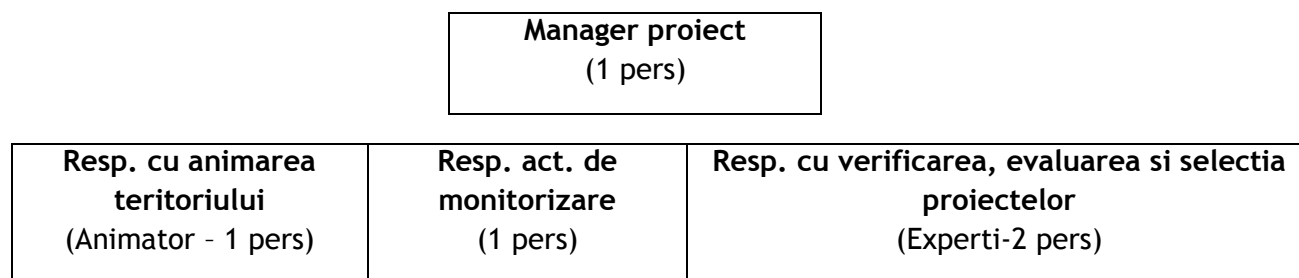 Manager proiect
(1 pers)
Resp. cu animarea
teritoriului
(Animator – 1 pers)
Resp. act. de
monitorizare
(1 pers)
Resp. cu verificarea, evaluarea si selectia
proiectelor
(Experti-2 pers)